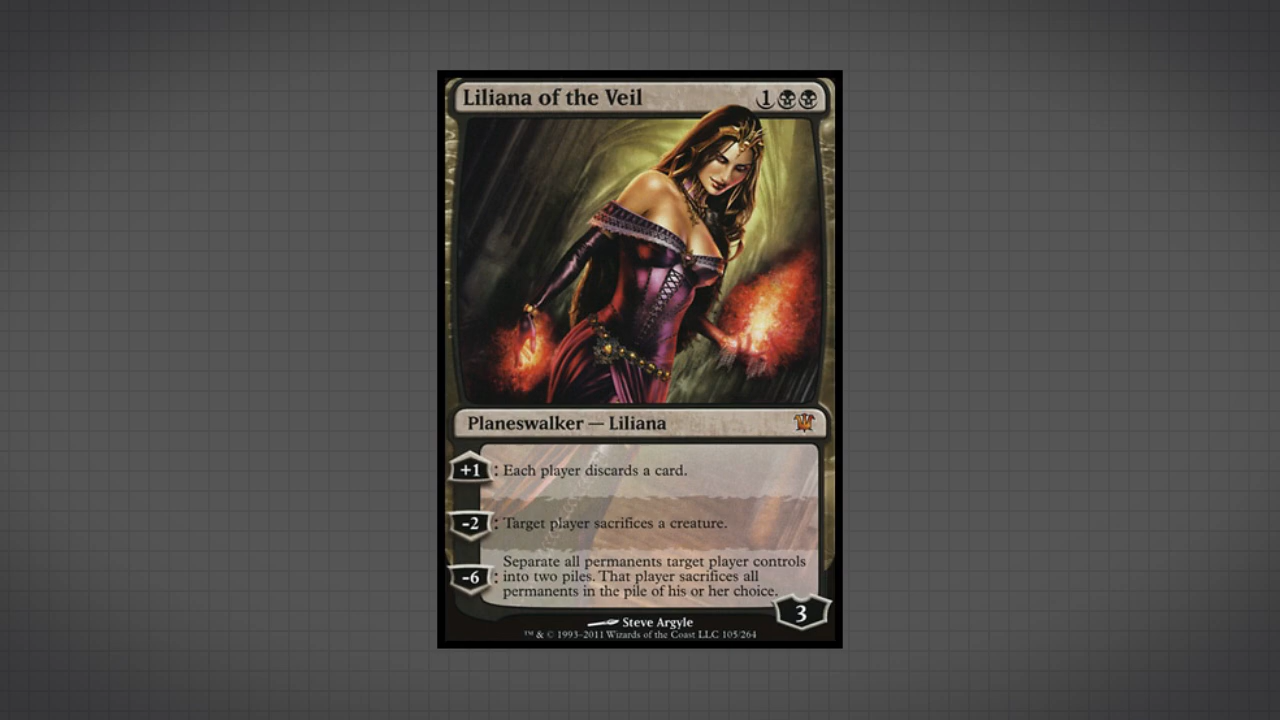 Liliana of the Veil 1
Planeswalker — Liliana
+1 : Each player discards a card.
-2 : Target player sacrifices a creature.
Separate all permanents target player controls
-6 : into two piles. That player sacrifices all
permanents in the pile of his or her choice.
3
Steve Argyle
™ & © 1993–2011 Wizards of the Coast LLC 105/264